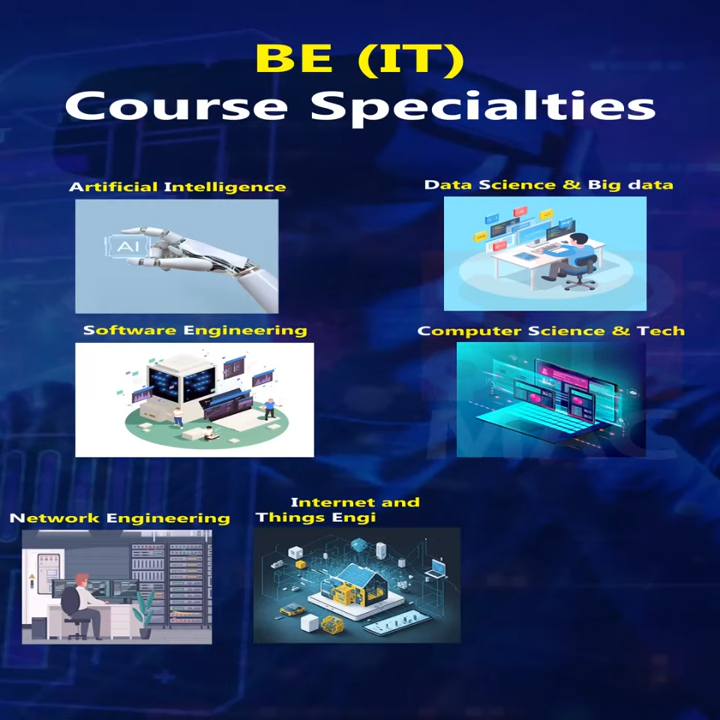 BE (IT)
Course Specialties
Artificial Intelligence
Data Science & Big data
AI
Software Engineering
Computer Science & Tech
Internet and
Network Engineering
Things Engi